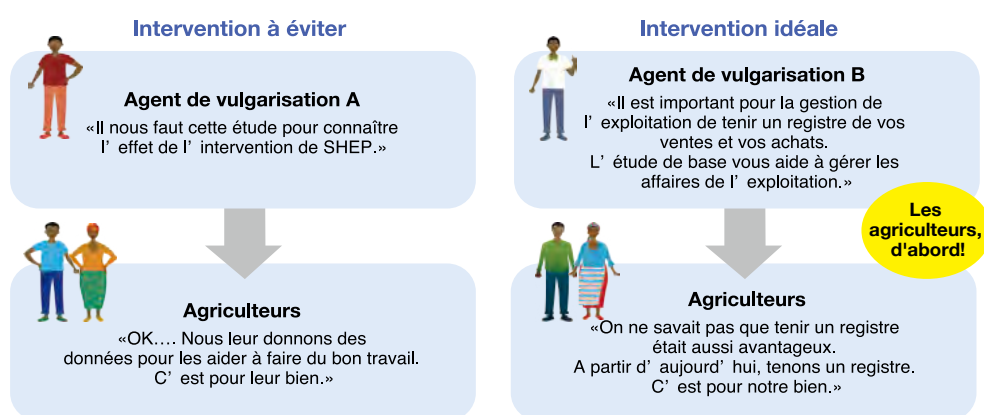 Intervention à éviter
Agent de vulgarisation A
«Il nous faut cette étude pour connaître
l’ effet de l’ intervention de SHEP.»
Agriculteurs
«OK.... Nous leur donnons des
données pour les aider à faire du bon travail.
C’ est pour leur bien.»
Intervention idéale
Agent de vulgarisation B
«Il est important pour la gestion de
l’ exploitation de tenir un registre de vos
ventes et vos achats.
L’ étude de base vous aide à gérer les
affaires de l’ exploitation.»
Les
agriculteurs,
d'abord!
Agriculteurs
«On ne savait pas que tenir un registre
était aussi avantageux.
A partir d’ aujourd’ hui, tenons un registre.
C’ est pour notre bien.»